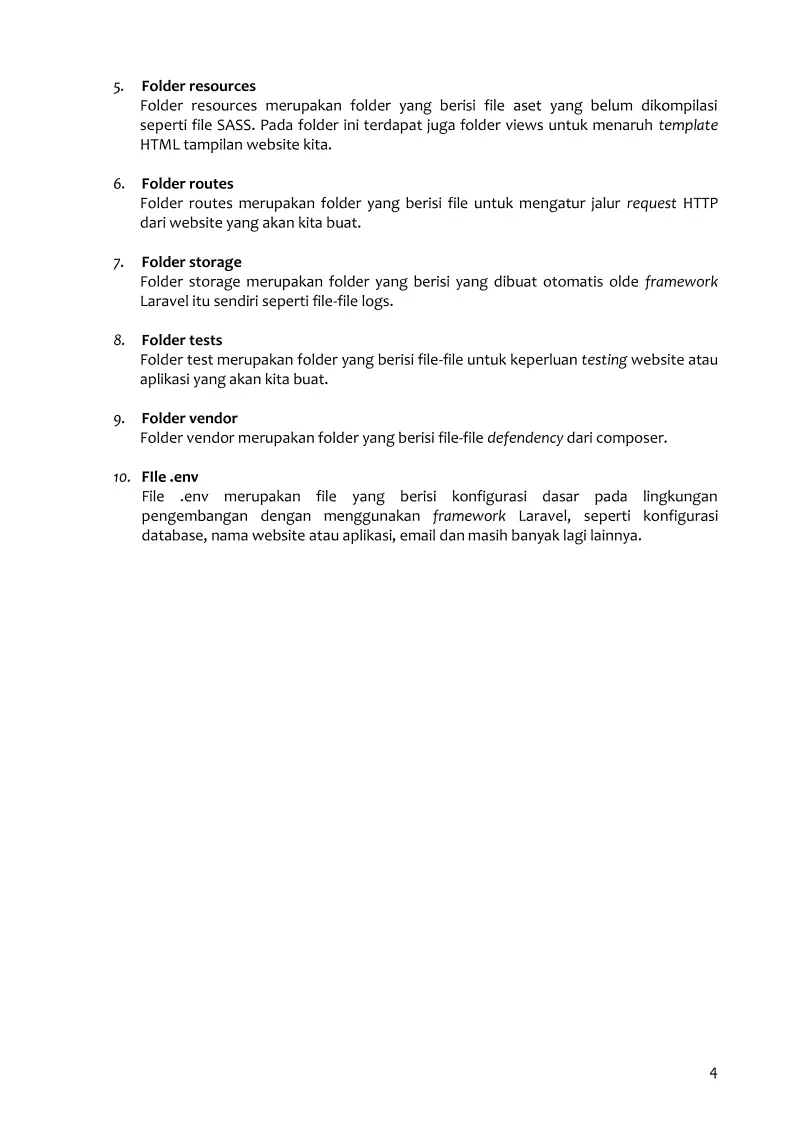 5. Folder resources
Folder resources merupakan folder yang berisi file aset yang belum dikompilasi
seperti file SASS. Pada folder ini terdapat juga folder views untuk menaruh template
HTML tampilan website kita.
6. Folder routes
Folder routes merupakan folder yang berisi file untuk mengatur jalur request HTTP
dari website yang akan kita buat.
7. Folder storage
Folder storage merupakan folder yang berisi yang dibuat otomatis olde framework
Laravel itu sendiri seperti file-file logs.
8. Folder tests
Folder test merupakan folder yang berisi file-file untuk keperluan testing website atau
aplikasi yang akan kita buat.
9. Folder vendor
Folder vendor merupakan folder yang berisi file-file defendency dari composer.
10. FIle .env
File .env merupakan file yang berisi konfigurasi dasar pada lingkungan
pengembangan dengan menggunakan framework Laravel, seperti konfigurasi
database, nama website atau aplikasi, email dan masih banyak lagi lainnya.
4